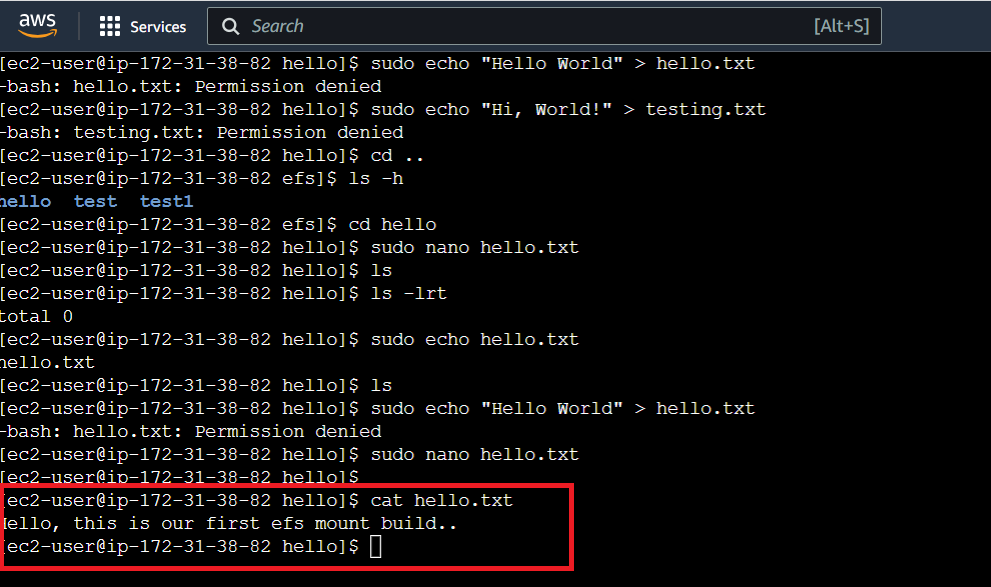 aws Services Search [Alt+S]
[ec2-user@ip-172-31-38-82 hello]$ sudo echo "Hello World" > hello.txt
-bash: hello.txt: Permission denied
[ec2-user@ip-172-31-38-82 hello]$ sudo echo "Hi, World!" > testing.txt
-bash: testing.txt: Permission denied
[ec2-user@ip-172-31-38-82 hello]$ cd ..
[ec2-user@ip-172-31-38-82 efs]$ ls -h
hello  test  test1
[ec2-user@ip-172-31-38-82 efs]$ cd hello
[ec2-user@ip-172-31-38-82 hello]$ sudo nano hello.txt
[ec2-user@ip-172-31-38-82 hello]$ ls
[ec2-user@ip-172-31-38-82 hello]$ ls -lrt
total 0
[ec2-user@ip-172-31-38-82 hello]$ sudo echo hello.txt
hello.txt
[ec2-user@ip-172-31-38-82 hello]$ ls
[ec2-user@ip-172-31-38-82 hello]$ sudo echo "Hello World" > hello.txt
-bash: hello.txt: Permission denied
[ec2-user@ip-172-31-38-82 hello]$ sudo nano hello.txt
[ec2-user@ip-172-31-38-82 hello]$
[ec2-user@ip-172-31-38-82 hello]$ cat hello.txt
Hello, this is our first efs mount build..
[ec2-user@ip-172-31-38-82 hello]$